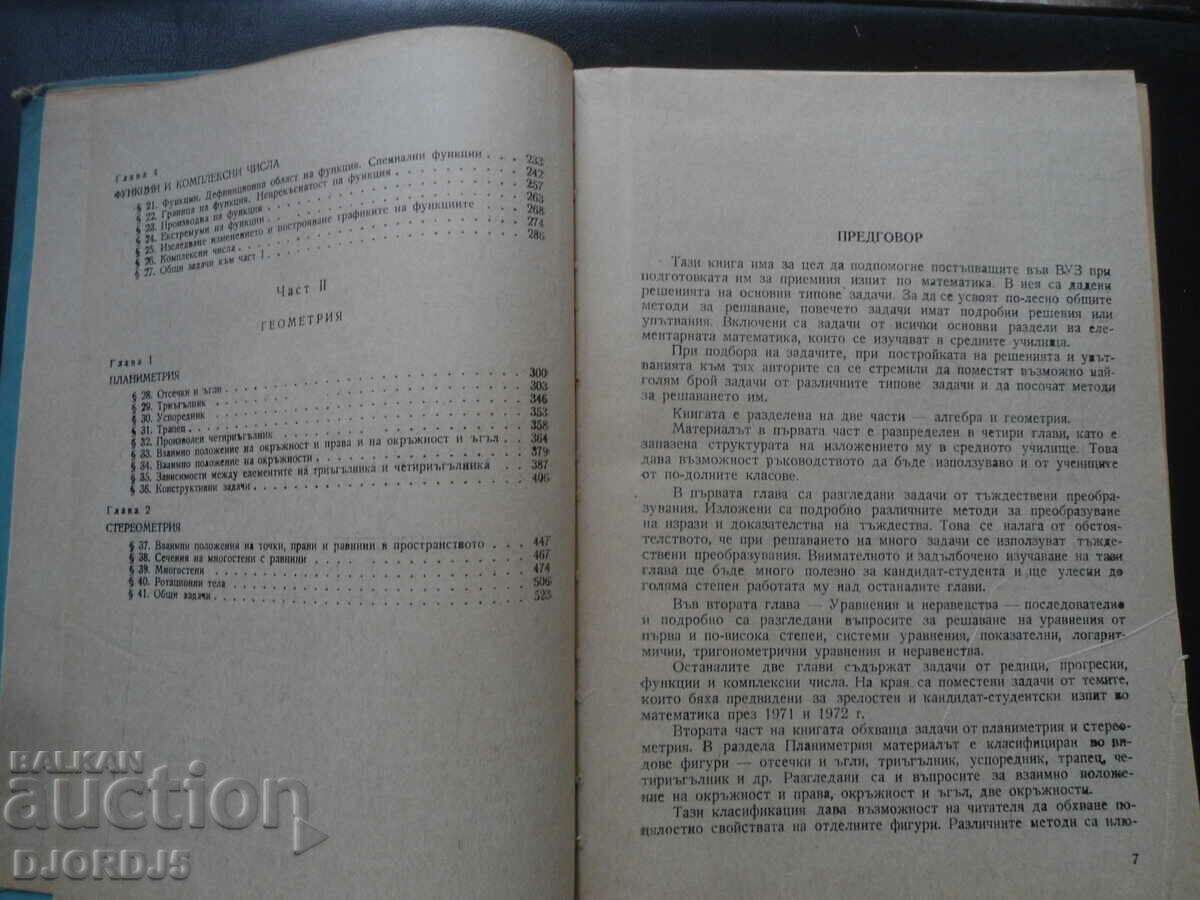 Глава 4
ФУНКЦИИ И КОМПЛЕКСНИ ЧИСЛА
§ 21. Функции. Дефиниционна област на функция. Специални функции . . . 233
§ 22. Граница на функция. Непрекъснатост на функция . . . 242
§ 23. Производна на функция . . . 257
§ 24. Екстремуми на функции . . . 263
§ 25. Изследване изменението и построяване графиките на функциите . . . 268
§ 26. Комплексни числа . . . 274
§ 27. Общи задачи към част I . . . 286
Част II
ГЕОМЕТРИЯ
Глава 1
ПЛАНИМЕТРИЯ
§ 28. Отсечки и ъгли . . . 300
§ 29. Триъгълник . . . 303
§ 30. Успоредник . . . 346
§ 31. Трапец . . . 353
§ 32. Произволен четириъгълник . . . 358
§ 33. Взаимно положение на окръжност и права и на окръжност и ъгъл . . . 364
§ 34. Взаимно положение на окръжности . . . 379
§ 35. Зависимости между елементите на триъгълника и четириъгълника . . . 387
§ 36. Конструктивни задачи . . . 406
Глава 2
СТЕРЕОМЕТРИЯ
§ 37. Взаимни положения на точки, прави и равнини в пространството . . . 447
§ 38. Сечения на многостени с равнини . . . 467
§ 39. Многостени . . . 474
§ 40. Ротационни тела . . . 506
§ 41. Общи задачи . . . 523
ПРЕДГОВОР
Тази книга има за цел да подпомогне постъпващите във ВУЗ при
подготовката им за приемния изпит по математика. В нея са дадени
решенията на основни типове задачи. За да се усвоят по-лесно общите
методи за решаване, повечето задачи имат подробни решения или
упътвания. Включени са задачи от всички основни раздели на еле-
ментарната математика, които се изучават в средните училища.
При подбора на задачите, при постройката на решенията и упът-
ванията към тях авторите са се стремили да поместят възможно най-
голям брой задачи от различните типове задачи и да посочат методи
за решаването им.
Книгата е разделена на две части — алгебра и геометрия.
Материалът в първата част е разпределен в четири глави, като е
запазена структурата на изложението му в средното училище. Това
дава възможност ръководството да бъде използувано и от учениците
от по-долните класове.
В първата глава са разгледани задачи от тъждествени преобра-
зувания. Изложени са подробно различните методи за преобразуване
на изрази и доказателства на тъждества. Това се налага от обстоя-
телството, че при решаването на много задачи се използуват тъжде-
ствени преобразувания. Внимателното и задълбочено изучаване на тази
глава ще бъде много полезно за кандидат-студента и ще улесни до
голяма степен работата му над останалите глави.
Във втората глава — Уравнения и неравенства — последователно
и подробно са разгледани въпросите за решаване на уравнения от
първа и по-висока степен, системи уравнения, показателни, логарит-
мични, тригонометрични уравнения и неравенства.
Останалите две глави съдържат задачи от редици, прогресии,
функции и комплексни числа. На края са поместени задачи от темите,
които бяха предвидени за зрелостен и кандидат-студентски изпит по
математика през 1971 и 1972 г.
Втората част на книгата обхваща задачи от планиметрия и стерео-
метрия. В раздела Планиметрия материалът е класифициран по ви-
дове фигури — отсечки и ъгли, триъгълник, успоредник, трапец, че-
тириъгълник и др. Разгледани са и въпросите за взаимно положе-
ние на окръжност и права, окръжност и ъгъл, две окръжности.
Тази класификация дава възможност на читателя да обхване по-
цялостно свойствата на отделните фигури. Различните методи са илю-
7
BALKAN
auction
DJORDJ5